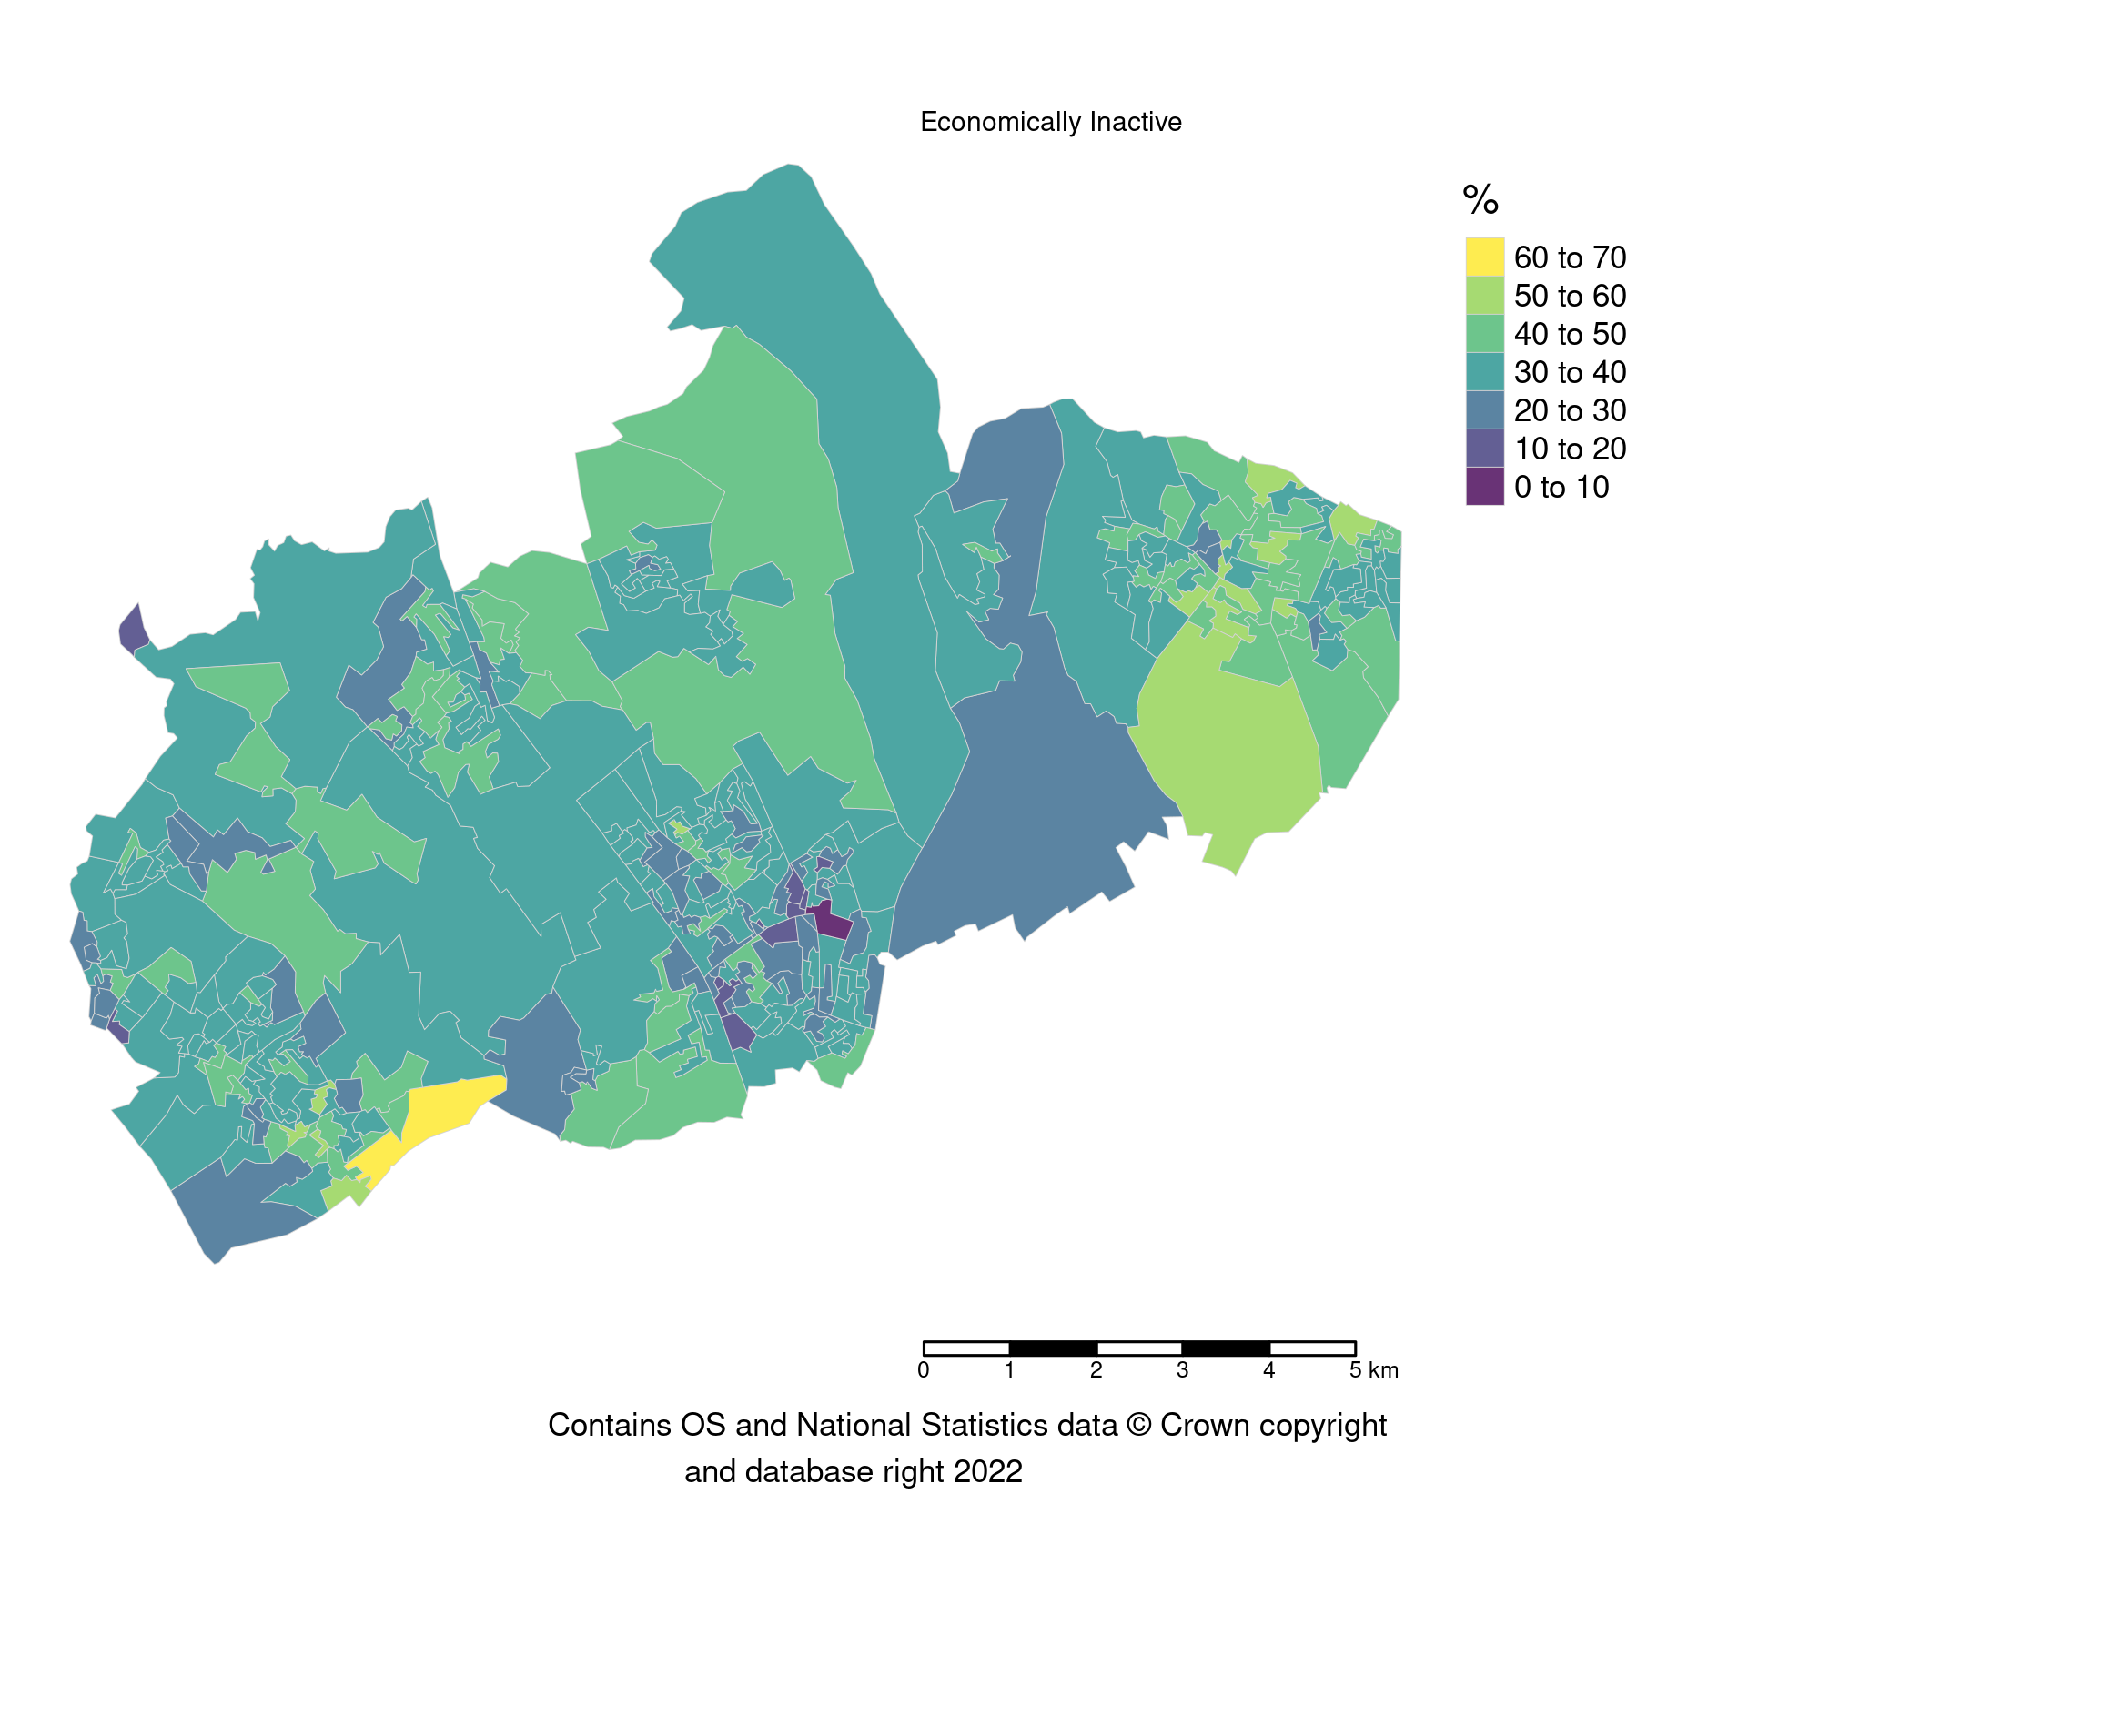 Economically Inactive
%
60 to 70
50 to 60
40 to 50
30 to 40
20 to 30
10 to 20
0 to 10
0 1 2 3 4 5 km
Contains OS and National Statistics data © Crown copyright
and database right 2022